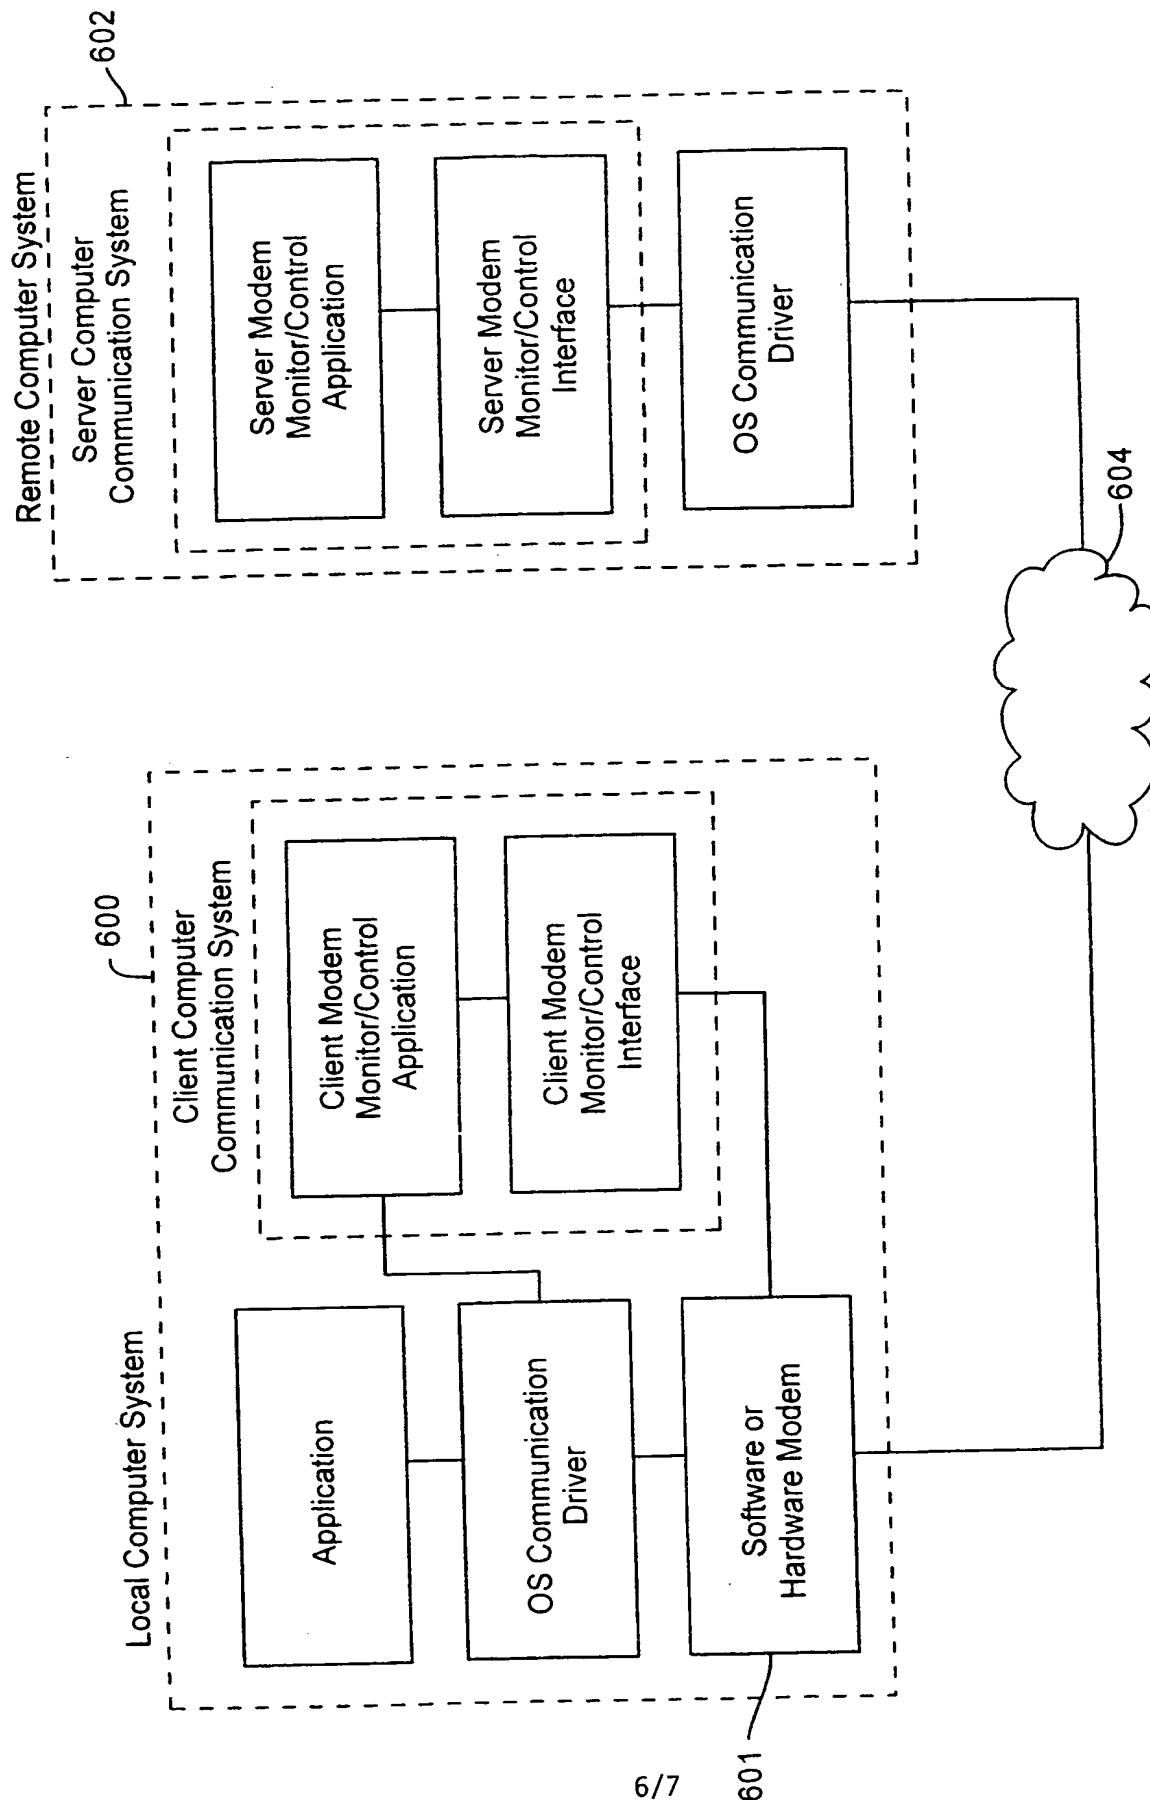 Local Computer System
600
Client Computer
Communication System
Application
OS Communication
Driver
Software or
Hardware Modem
601
Client Modem
Monitor/Control
Application
Client Modem
Monitor/Control
Interface
Remote Computer System
602
Server Computer
Communication System
Server Modem
Monitor/Control
Application
Server Modem
Monitor/Control
Interface
OS Communication
Driver
604
6/7